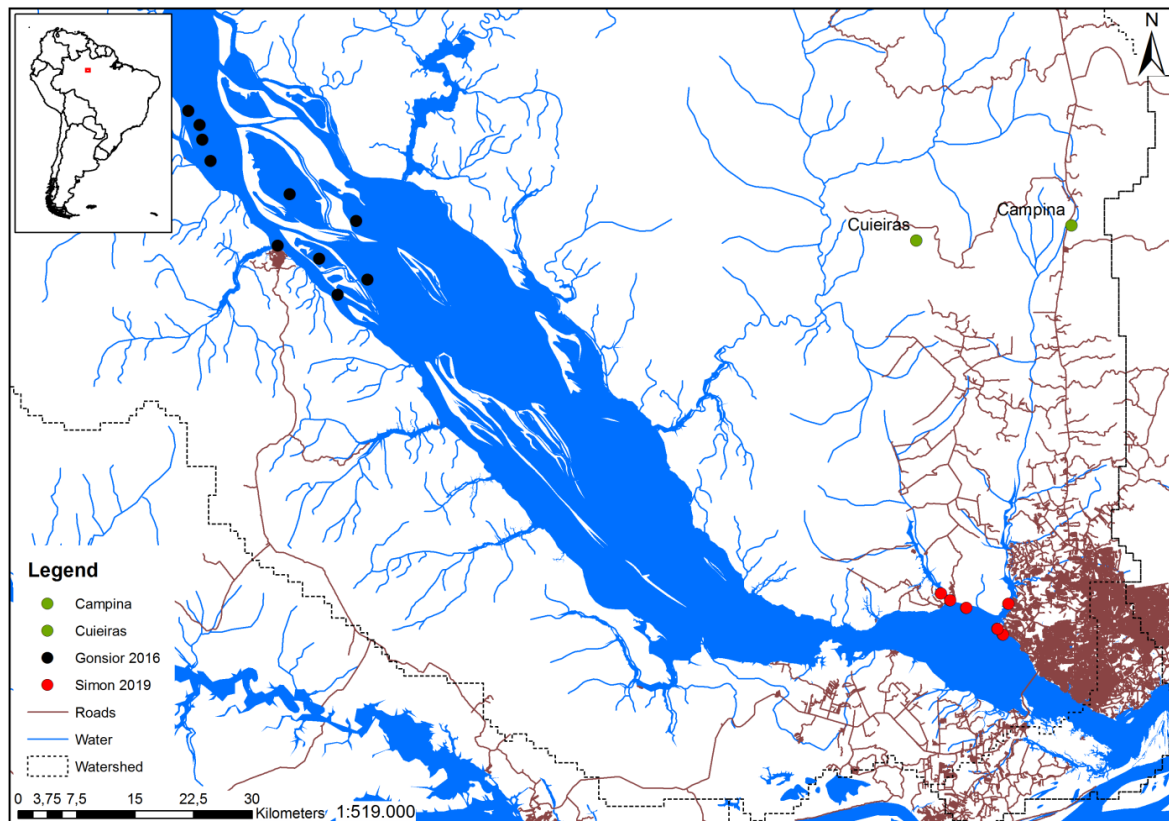 N
Cuieiras
Campina
Legend
Campina
Cuieiras
Gonsior 2016
Simon 2019
Roads
Water
Watershed
0 3,75 7,5 15 22,5 30
Kilometers 1:519.000